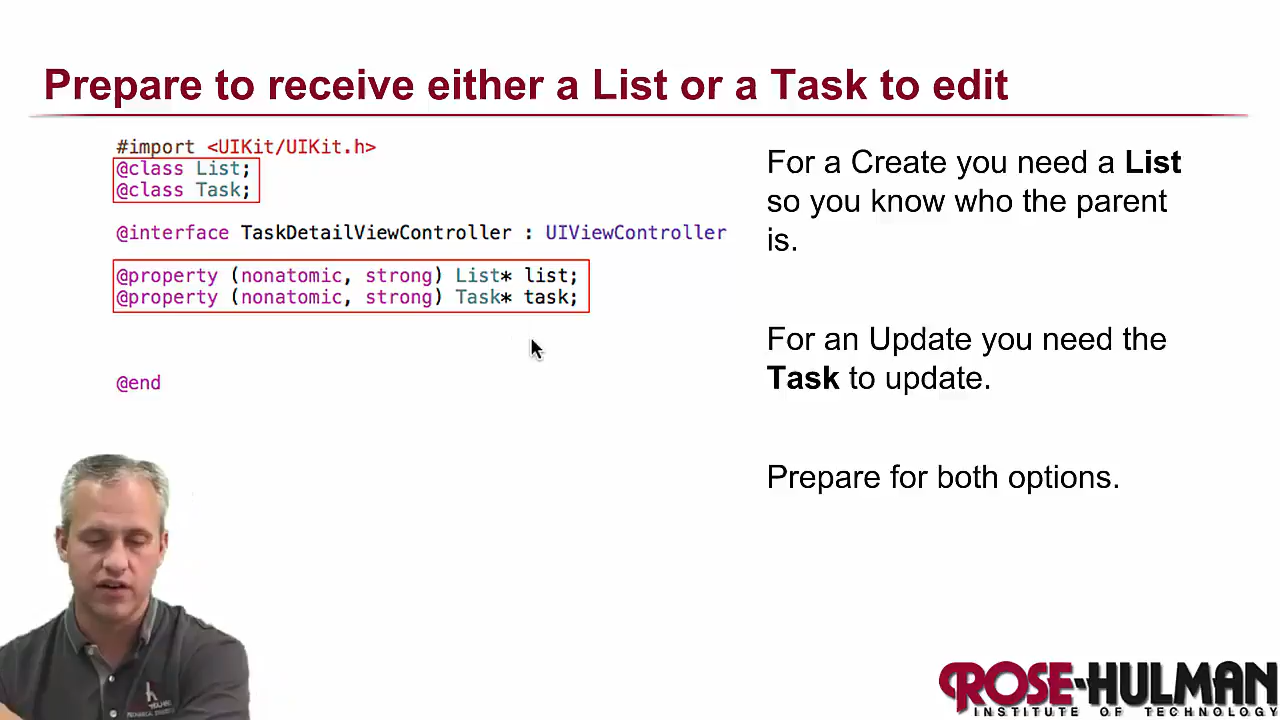 Prepare to receive either a List or a Task to edit
#import <UIKit/UIKit.h>
@class List;
@class Task;
@interface TaskDetailViewController : UIViewController
@property (nonatomic, strong) List* list;
@property (nonatomic, strong) Task* task;
@end
For a Create you need a List
so you know who the parent
is.
For an Update you need the
Task to update.
Prepare for both options.
ROSE-HULMAN
INSTITUTE OF TECHNOLOGY